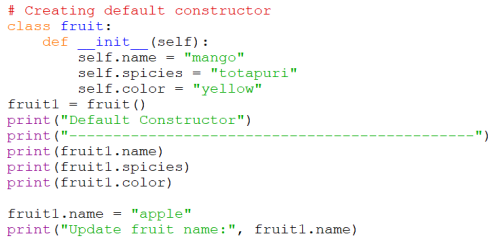 # Creating default constructor
class fruit:
    def __init__(self):
        self.name = "mango"
        self.spicies = "totapuri"
        self.color = "yellow"
fruit1 = fruit()
print("Default Constructor")
print("-----------------------------------------------")
print(fruit1.name)
print(fruit1.spicies)
print(fruit1.color)

fruit1.name = "apple"
print("Update fruit name:", fruit1.name)